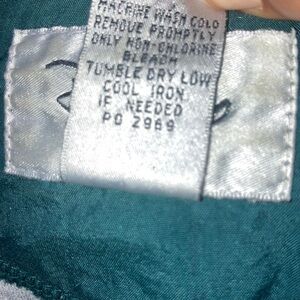 MACHINE WASH COLD
REMOVE PROMPTLY
ONLY NON-CHLORINE
BLEACH
TUMBLE DRY LOW
COOL IRON
IF NEEDED
PO 2969